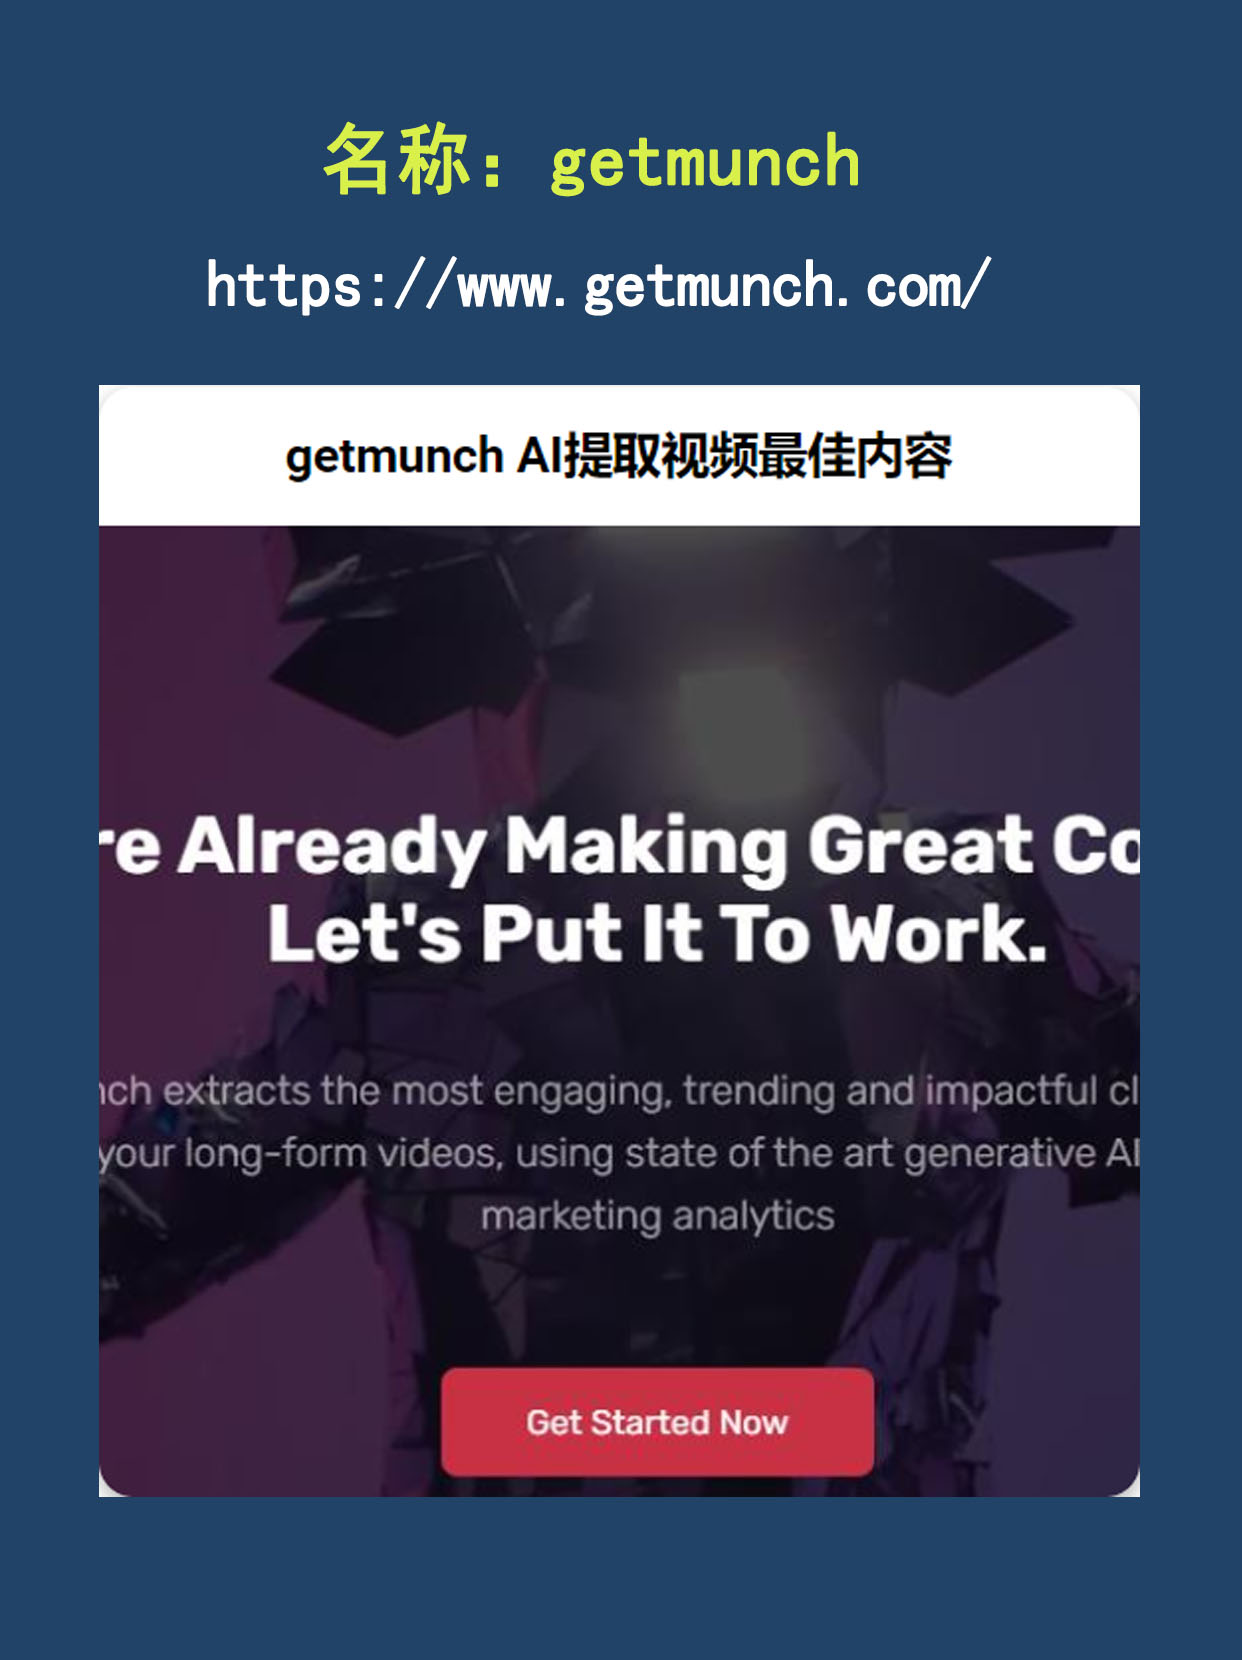 名称：getmunch
https://www.getmunch.com/
getmunch AI提取视频最佳内容
re Already Making Great Co
Let's Put It To Work.
nch extracts the most engaging, trending and impactful cl
your long-form videos, using state of the art generative AI
marketing analytics
Get Started Now